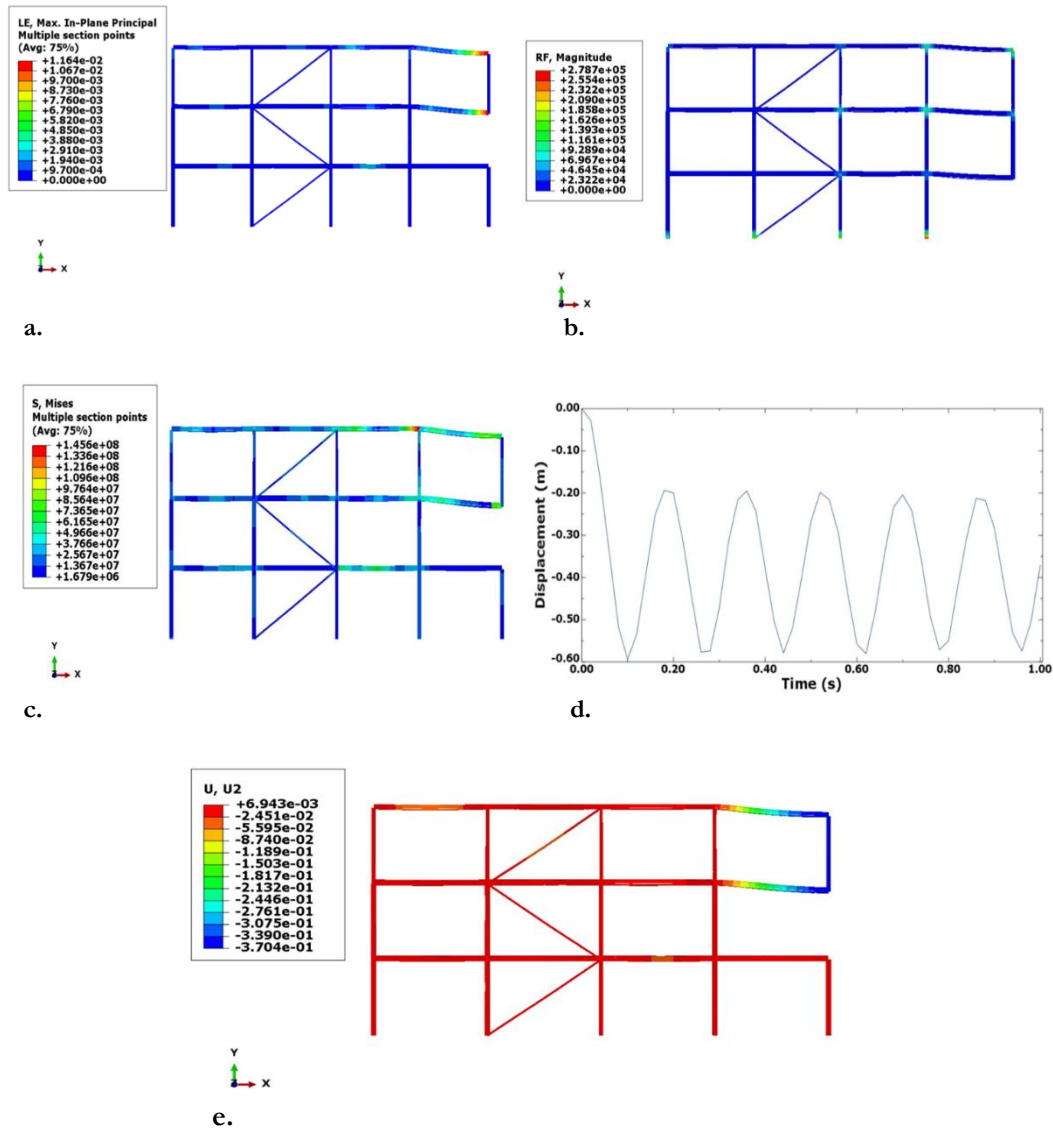 LE, Max. In-Plane Principal
Multiple section points
(Avg: 75%)
+1.164e-02
+1.067e-02
+9.700e-03
+8.730e-03
+7.760e-03
+6.790e-03
+5.820e-03
+4.850e-03
+3.880e-03
+2.910e-03
+1.940e-03
+9.700e-04
+0.000e+00
Y
Z X
a.
RF, Magnitude
+2.787e+05
+2.554e+05
+2.322e+05
+2.090e+05
+1.858e+05
+1.626e+05
+1.393e+05
+1.161e+05
+9.289e+04
+6.967e+04
+4.645e+04
+2.322e+04
+0.000e+00
Y
Z X
b.
S, Mises
Multiple section points
(Avg: 75%)
+1.456e+08
+1.336e+08
+1.216e+08
+1.096e+08
+9.764e+07
+8.564e+07
+7.365e+07
+6.165e+07
+4.966e+07
+3.766e+07
+2.567e+07
+1.367e+07
+1.679e+06
Y
Z X
c.
Displacement (m)
0.00
-0.10
-0.20
-0.30
-0.40
-0.50
-0.60
0.00 0.20 0.40 0.60 0.80 1.00
Time (s)
d.
U, U2
+6.943e-03
-2.451e-02
-5.595e-02
-8.740e-02
-1.189e-01
-1.503e-01
-1.817e-01
-2.132e-01
-2.446e-01
-2.761e-01
-3.075e-01
-3.390e-01
-3.704e-01
Y
Z X
e.